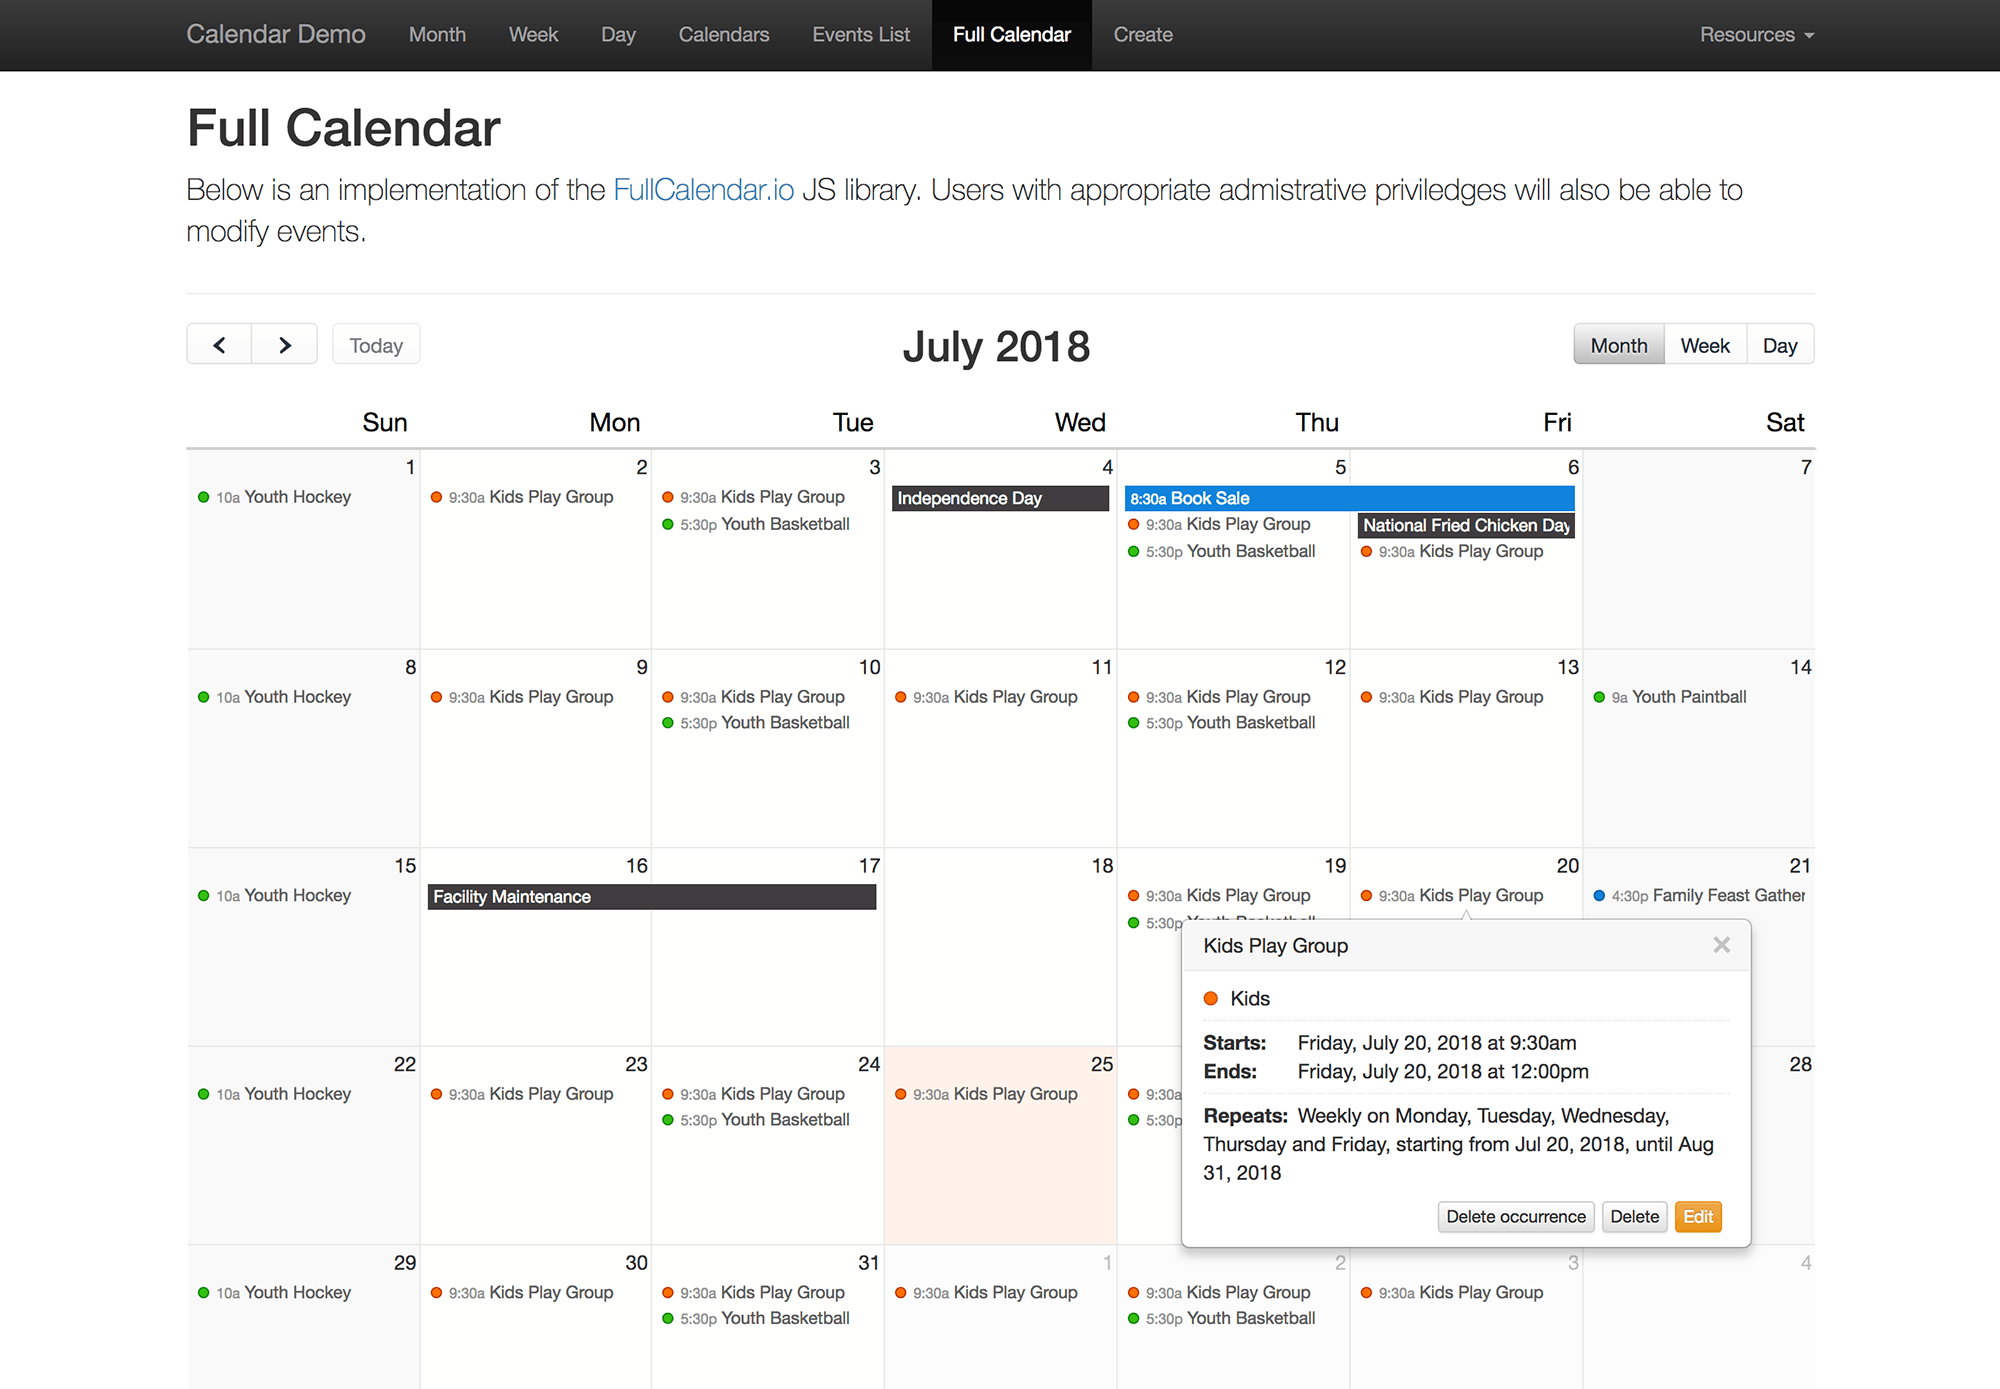 Calendar Demo Month Week Day Calendars Events List Full Calendar Create Resources
Full Calendar
Below is an implementation of the FullCalendar.io JS library. Users with appropriate admistrative priviledges will also be able to
modify events.
Today July 2018 Month Week Day
Sun Mon Tue Wed Thu Fri Sat
1 2 3 4 5 6 7
10a Youth Hockey 9:30a Kids Play Group 9:30a Kids Play Group Independence Day 8:30a Book Sale
5:30p Youth Basketball 9:30a Kids Play Group National Fried Chicken Day
5:30p Youth Basketball 9:30a Kids Play Group
8 9 10 11 12 13 14
10a Youth Hockey 9:30a Kids Play Group 9:30a Kids Play Group 9:30a Kids Play Group 9:30a Kids Play Group 9:30a Kids Play Group 9a Youth Paintball
5:30p Youth Basketball 5:30p Youth Basketball
15 16 17 18 19 20 21
10a Youth Hockey Facility Maintenance 9:30a Kids Play Group 9:30a Kids Play Group 4:30p Family Feast Gather
5:30p
Kids Play Group
Kids
Starts: Friday, July 20, 2018 at 9:30am
Ends: Friday, July 20, 2018 at 12:00pm
Repeats: Weekly on Monday, Tuesday, Wednesday,
Thursday and Friday, starting from Jul 20, 2018, until Aug
31, 2018
Delete occurrence Delete Edit
22 23 24 25 28
10a Youth Hockey 9:30a Kids Play Group 9:30a Kids Play Group 9:30a Kids Play Group 9:30a
5:30p Youth Basketball 5:30p
29 30 31 1 2 3 4
10a Youth Hockey 9:30a Kids Play Group 9:30a Kids Play Group 9:30a Kids Play Group 9:30a Kids Play Group 9:30a Kids Play Group
5:30p Youth Basketball 5:30p Youth Basketball